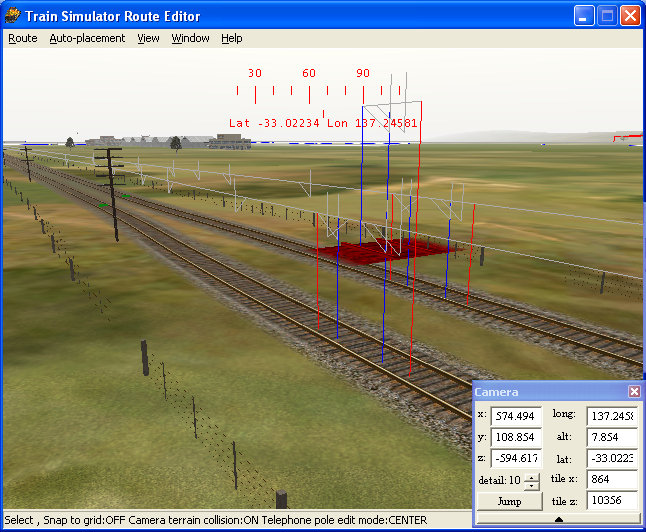 Train Simulator Route Editor
Route Auto-placement View Window Help
30 60 90
Lat -33.02234 Lon 137.24581
Camera
x: 574.494 long: 137.2458
y: 108.854 alt: 7.854
z: -594.617 lat: -33.0223
detail: 10 tile x: 864
Jump tile z: 10356
Select , Snap to grid:OFF Camera terrain collision:ON Telephone pole edit mode:CENTER